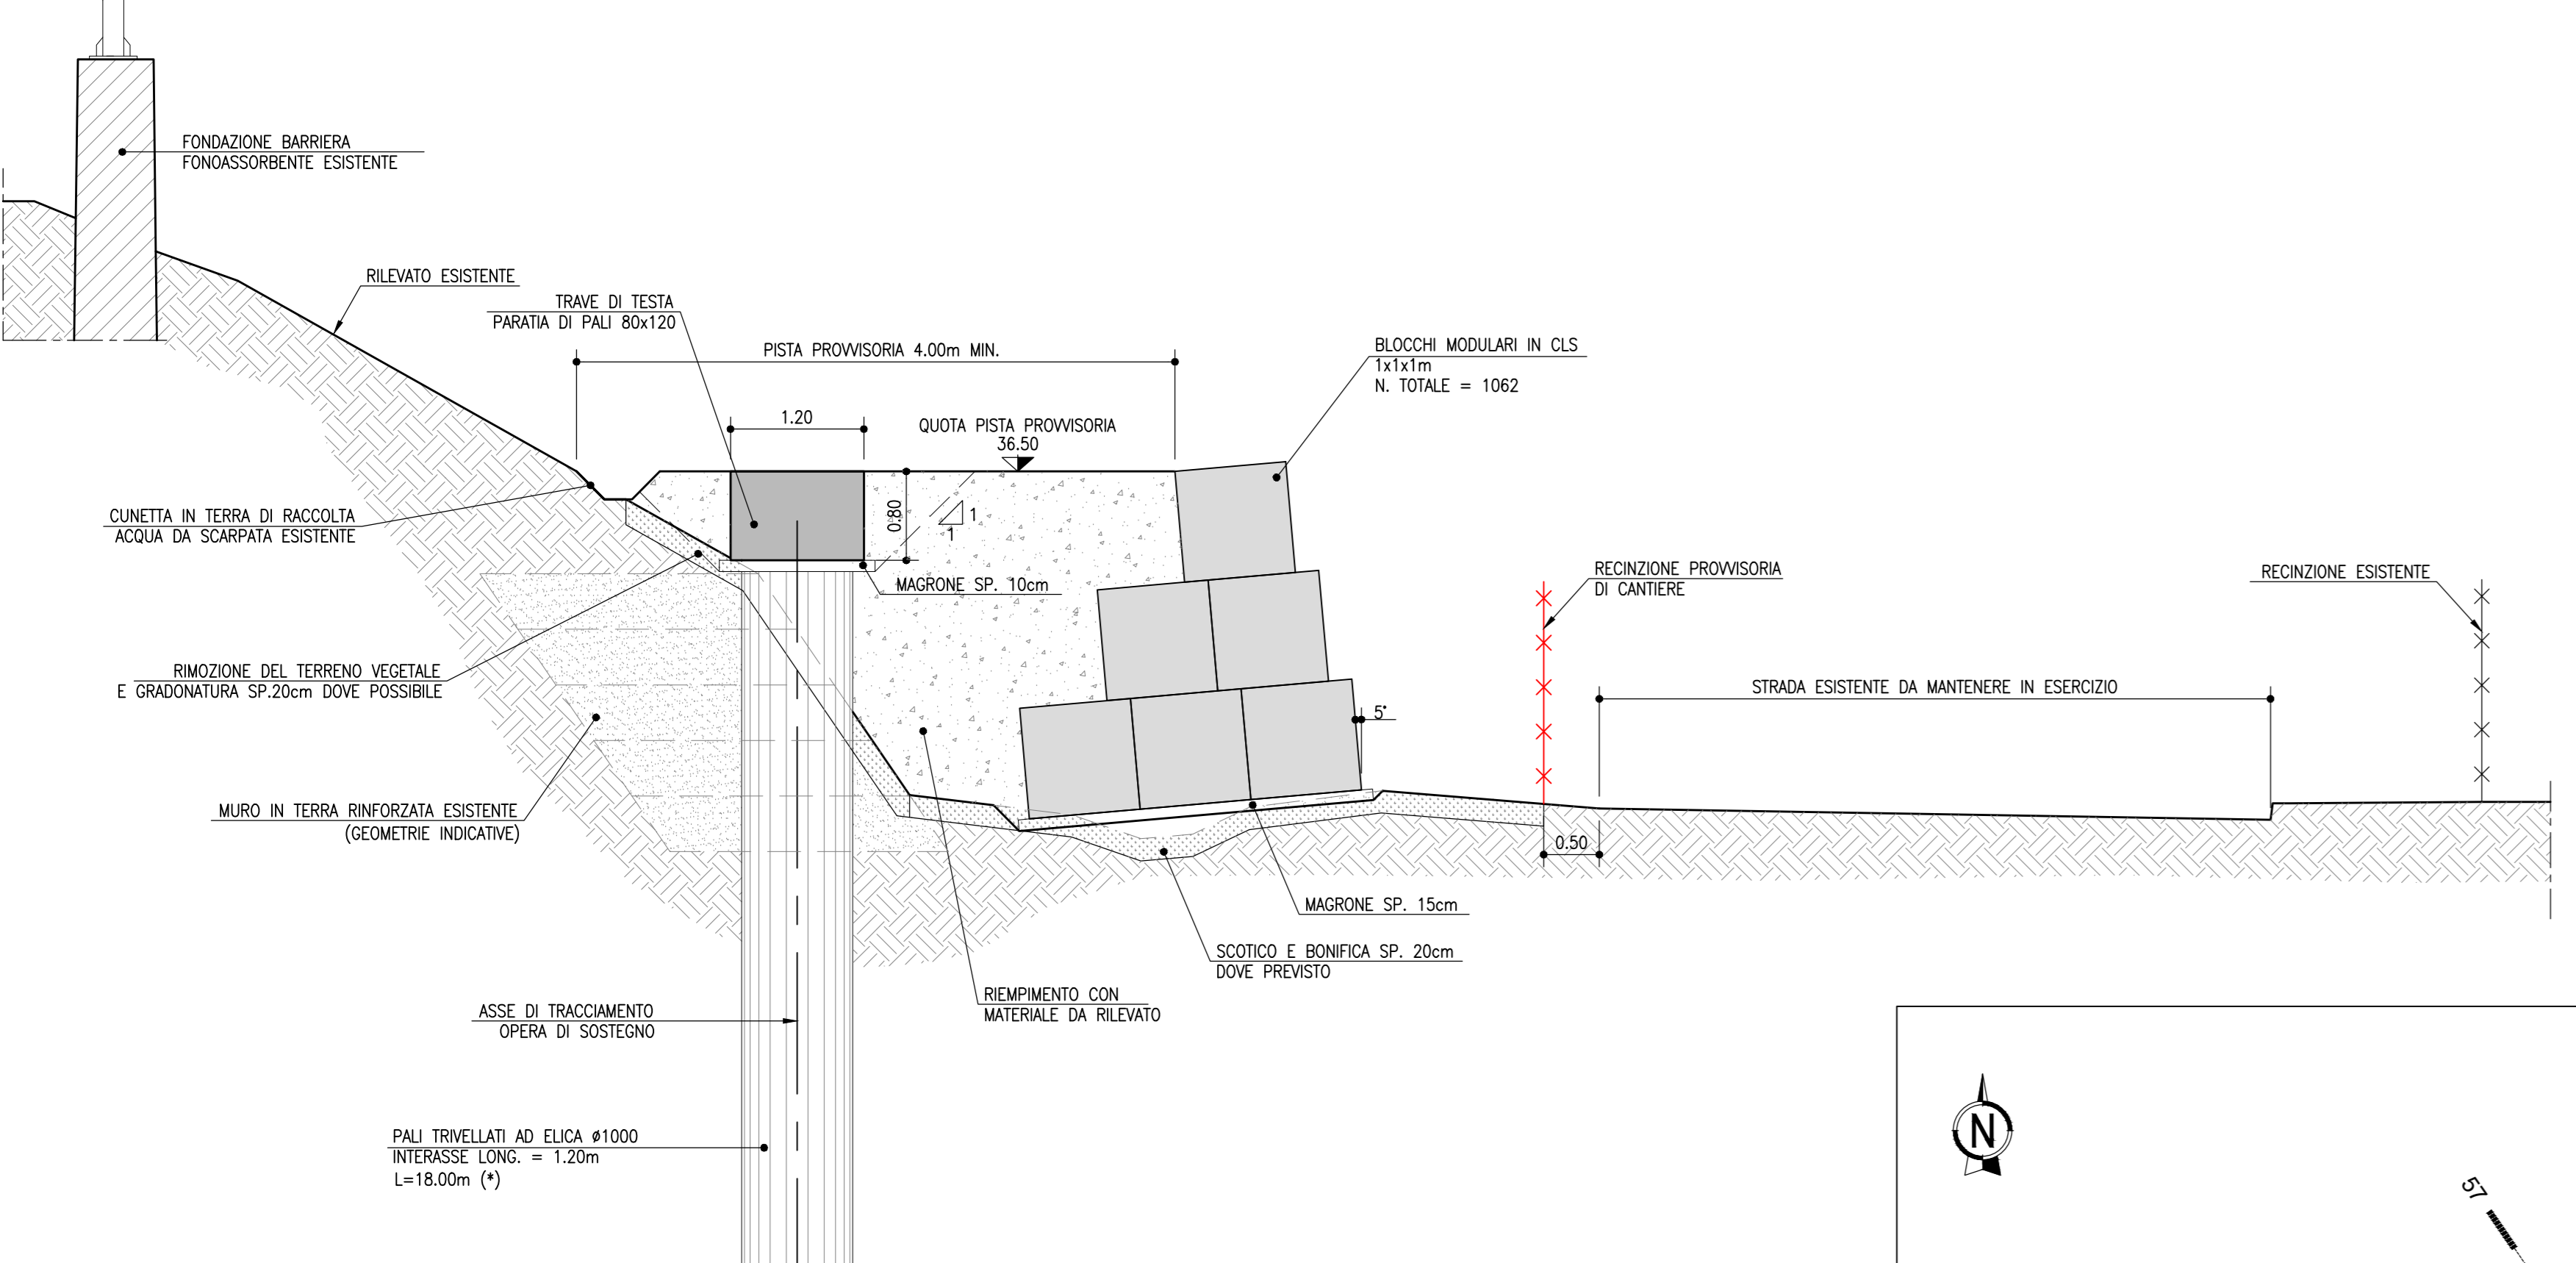 FONDAZIONE BARRIERA
FONOASSORBENTE ESISTENTE
RILEVATO ESISTENTE
TRAVE DI TESTA
PARATIA DI PALI 80x120
PISTA PROVVISORIA 4.00m MIN.
BLOCCHI MODULARI IN CLS
1x1x1m
N. TOTALE = 1062
1.20
QUOTA PISTA PROVVISORIA
36.50
CUNETTA IN TERRA DI RACCOLTA
ACQUA DA SCARPATA ESISTENTE
0.80
1
1
MAGRONE SP. 10cm
RECINZIONE PROVVISORIA
DI CANTIERE
RECINZIONE ESISTENTE
RIMOZIONE DEL TERRENO VEGETALE
E GRADONATURA SP.20cm DOVE POSSIBILE
STRADA ESISTENTE DA MANTENERE IN ESERCIZIO
5°
MURO IN TERRA RINFORZATA ESISTENTE
(GEOMETRIE INDICATIVE)
0.50
MAGRONE SP. 15cm
SCOTICO E BONIFICA SP. 20cm
DOVE PREVISTO
RIEMPIMENTO CON
MATERIALE DA RILEVATO
ASSE DI TRACCIAMENTO
OPERA DI SOSTEGNO
PALI TRIVELLATI AD ELICA ø1000
INTERASSE LONG. = 1.20m
L=18.00m (*)
N
57